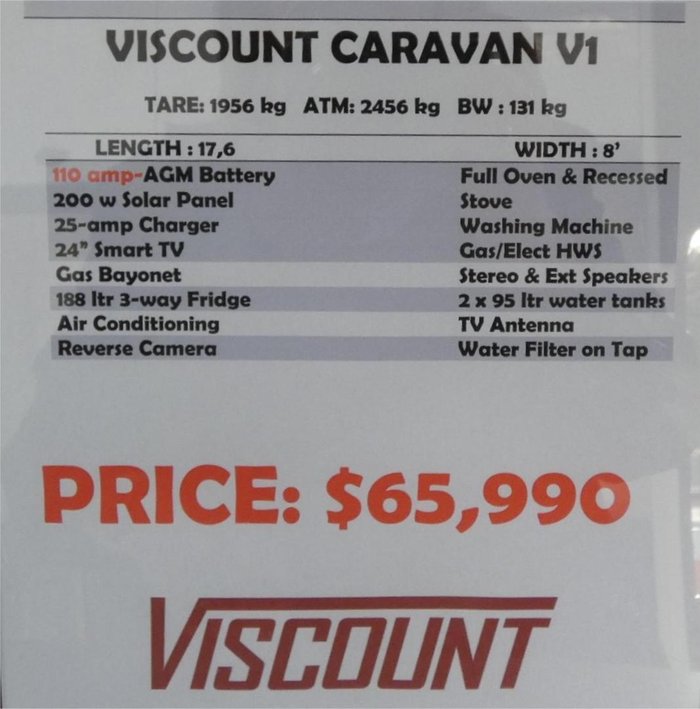 VISCOUNT CARAVAN V1
TARE: 1956 kg ATM: 2456 kg BW : 131 kg
LENGTH : 17,6 WIDTH : 8'
110 amp-AGM Battery Full Oven & Recessed
200 w Solar Panel Stove
25-amp Charger Washing Machine
24" Smart TV Gas/Elect HWS
Gas Bayonet Stereo & Ext Speakers
188 ltr 3-way Fridge 2 x 95 ltr water tanks
Air Conditioning TV Antenna
Reverse Camera Water Filter on Tap
PRICE: $65,990
VISCOUNT